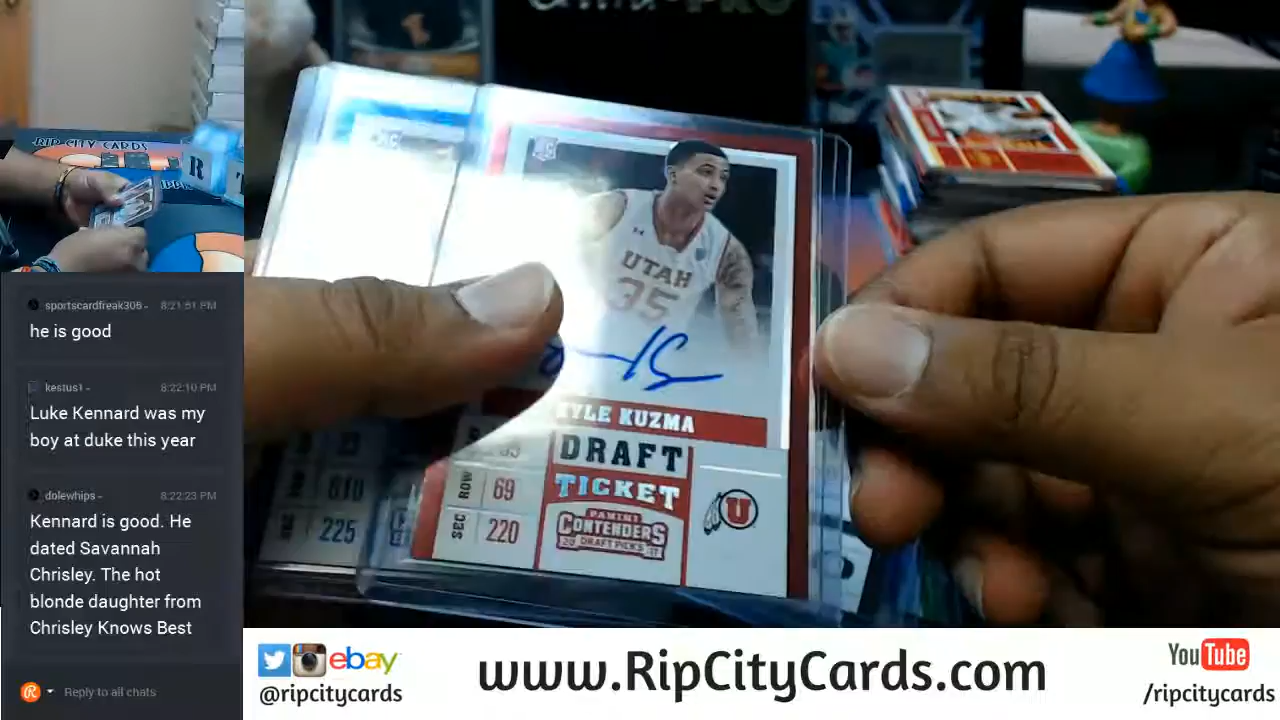 RIP CITY CARDS
R
sportscardfreak305-
8:21:51 PM
he is good
kestus1-
8:22:10 PM
Luke Kennard was my
boy at duke this year
dolewhips-
8:22:23 PM
Kennard is good. He
dated Savannah
Chrisley. The hot
blonde daughter from
Chrisley Knows Best
Reply to all chats
UTAH
35
KYLE KUZMA
DRAFT
TICKET
ROW 69
SEC 220
PANINI
CONTENDERS
DRAFT PICKS
U
225
ebay
@ripcitycards
www.RipCityCards.com
YouTube
/ripcitycards